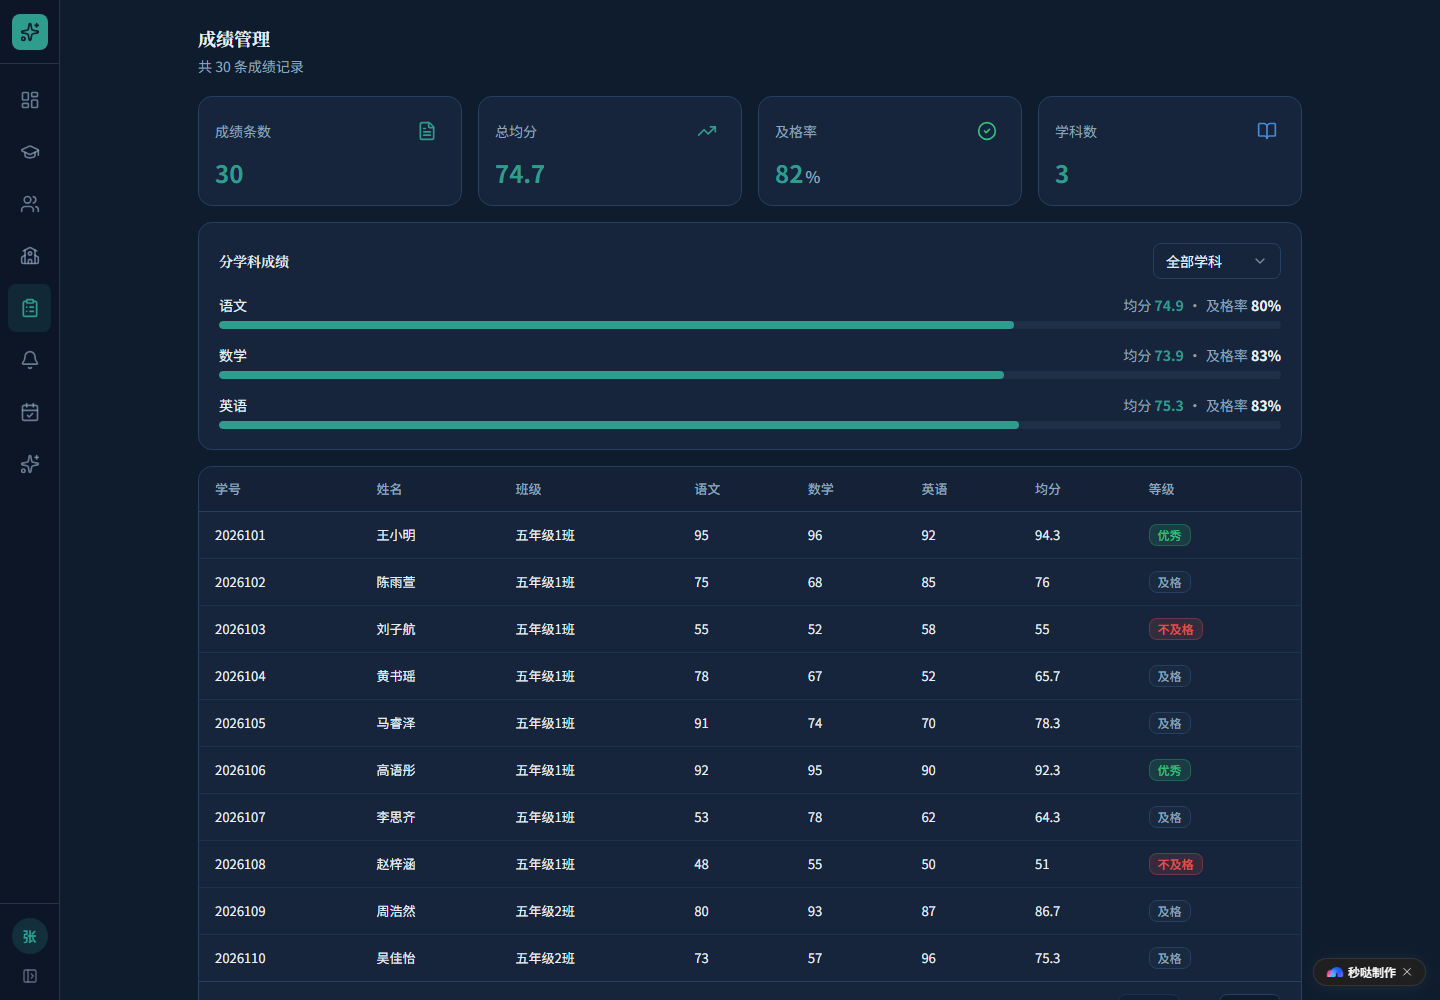 成绩管理
共 30 条成绩记录
成绩条数
30
总均分
74.7
及格率
82%
学科数
3
分学科成绩
全部学科
语文 均分 74.9 · 及格率 80%
数学 均分 73.9 · 及格率 83%
英语 均分 75.3 · 及格率 83%
学号 姓名 班级 语文 数学 英语 均分 等级
2026101 王小明 五年级1班 95 96 92 94.3 优秀
2026102 陈雨萱 五年级1班 75 68 85 76 及格
2026103 刘子航 五年级1班 55 52 58 55 不及格
2026104 黄书瑶 五年级1班 78 67 52 65.7 及格
2026105 马睿泽 五年级1班 91 74 70 78.3 及格
2026106 高语彤 五年级1班 92 95 90 92.3 优秀
2026107 李思齐 五年级1班 53 78 62 64.3 及格
2026108 赵梓涵 五年级1班 48 55 50 51 不及格
2026109 周浩然 五年级2班 80 93 87 86.7 及格
2026110 吴佳怡 五年级2班 73 57 96 75.3 及格
张
秒哒制作